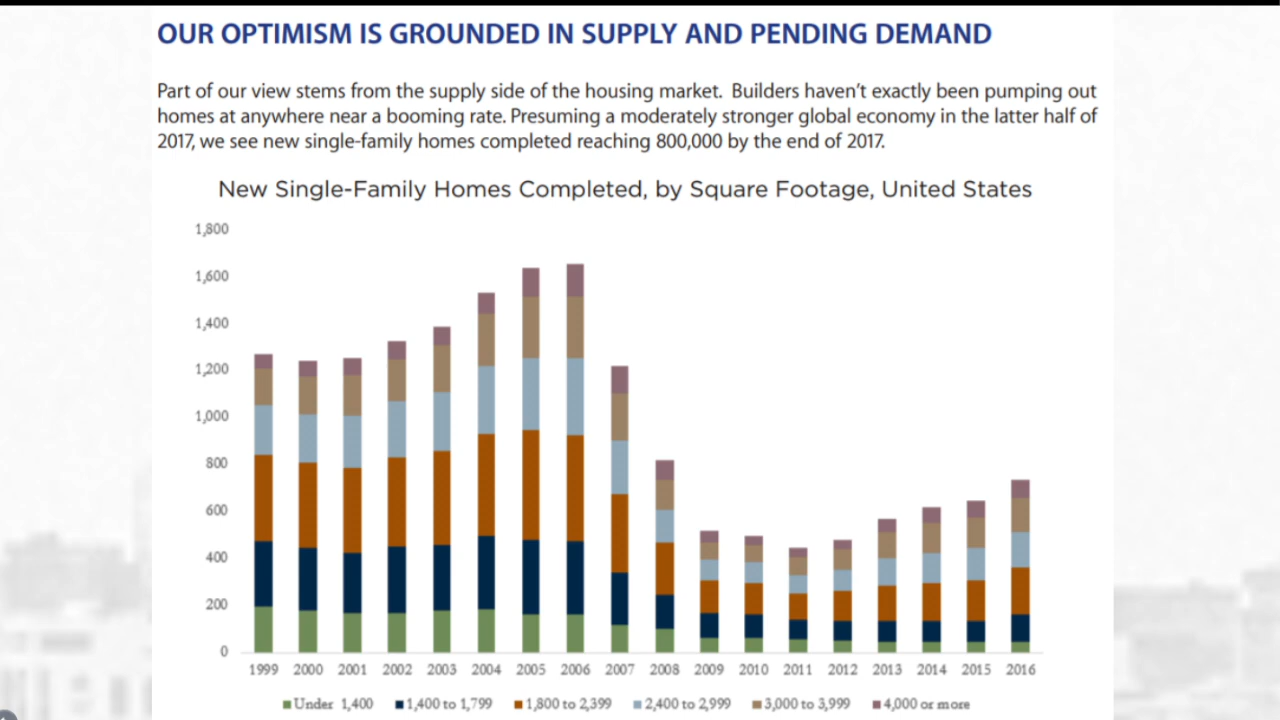 OUR OPTIMISM IS GROUNDED IN SUPPLY AND PENDING DEMAND
Part of our view stems from the supply side of the housing market. Builders haven't exactly been pumping out
homes at anywhere near a booming rate. Presuming a moderately stronger global economy in the latter half of
2017, we see new single-family homes completed reaching 800,000 by the end of 2017.
New Single-Family Homes Completed, by Square Footage, United States
1,800
1,600
1,400
1,200
1,000
800
600
400
200
0
1999 2000 2001 2002 2003 2004 2005 2006 2007 2008 2009 2010 2011 2012 2013 2014 2015 2016
Under 1,400 1,400 to 1,799 1,800 to 2,399 2,400 to 2,999 3,000 to 3,999 4,000 or more